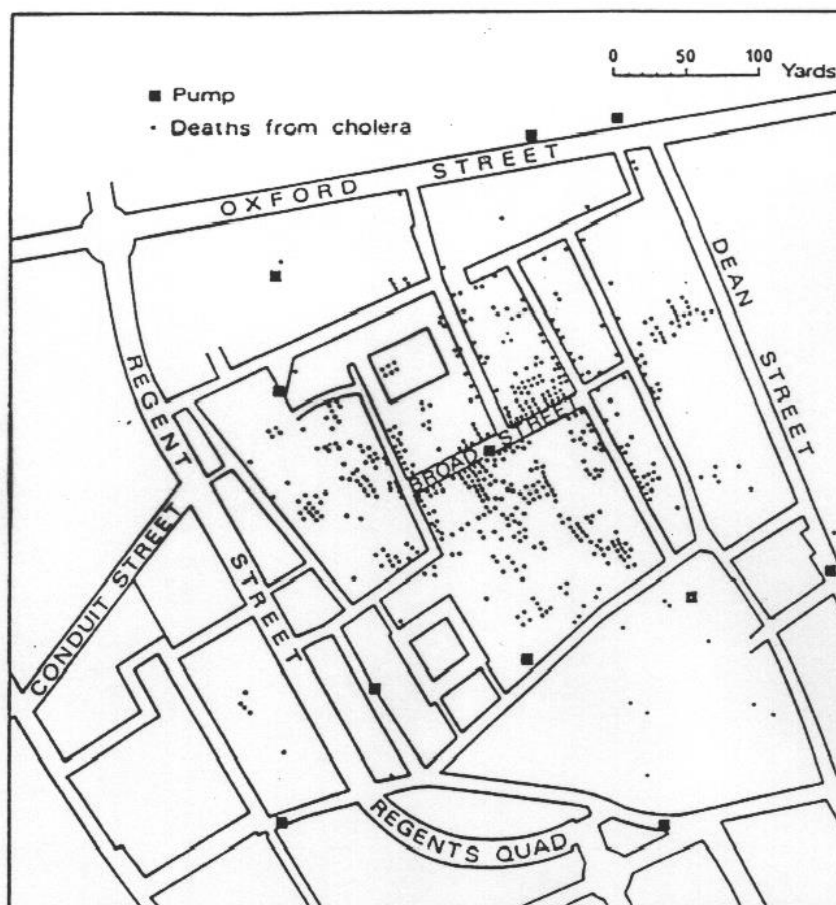 0 50 100
Yards
Pump
Deaths from cholera
OXFORD STREET
DEAN STREET
REGENT STREET
BROAD STREET
CONDUIT STREET
REGENTS QUAD